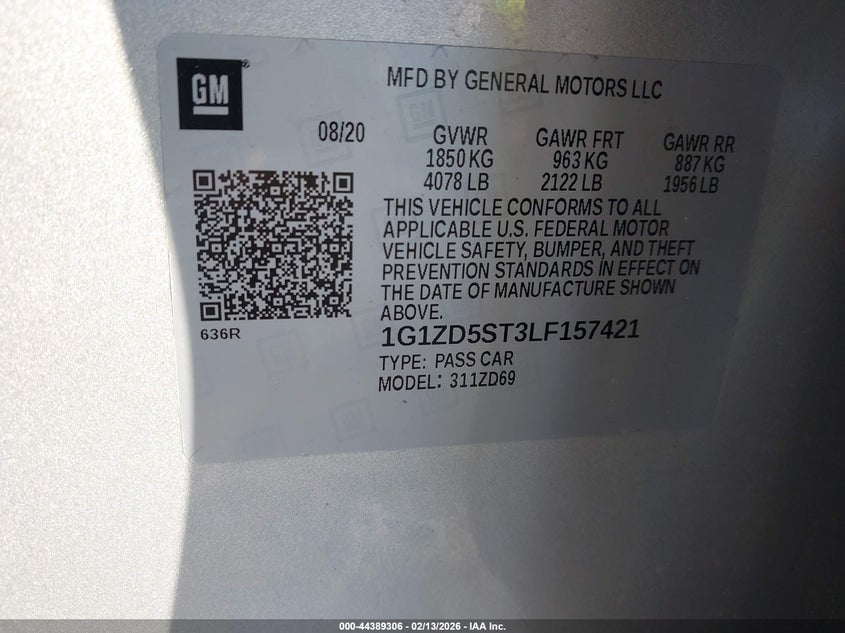 GM®
MFD BY GENERAL MOTORS LLC
08/20
GVWR GAWR FRT GAWR RR
1850 KG 963 KG 887 KG
4078 LB 2122 LB 1956 LB
THIS VEHICLE CONFORMS TO ALL
APPLICABLE U.S. FEDERAL MOTOR
VEHICLE SAFETY, BUMPER, AND THEFT
PREVENTION STANDARDS IN EFFECT ON
THE DATE OF MANUFACTURE SHOWN
ABOVE.
636R
1G1ZD5ST3LF157421
TYPE: PASS CAR
MODEL: 311ZD69
000-44389306 - 02/13/2026 - IAA Inc.